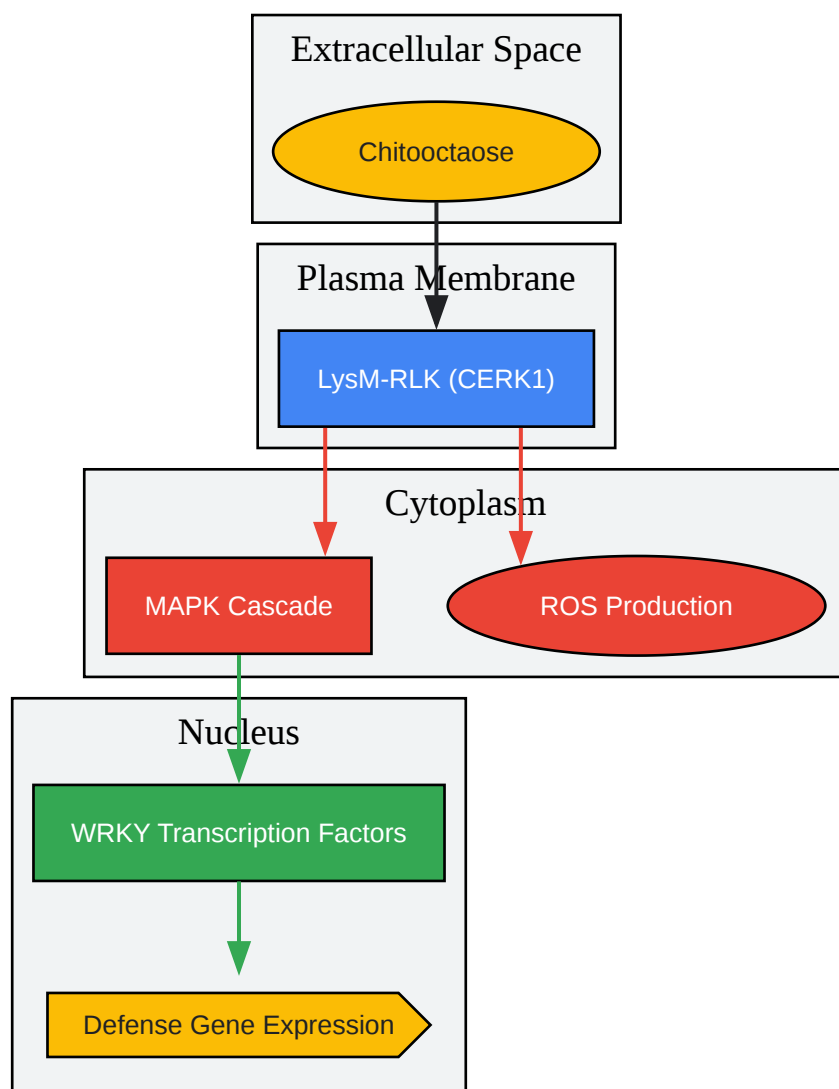 Extracellular Space
Chitooctaose
Plasma Membrane
LysM-RLK (CERK1)
Cytoplasm
MAPK Cascade
ROS Production
Nucleus
WRKY Transcription Factors
Defense Gene Expression